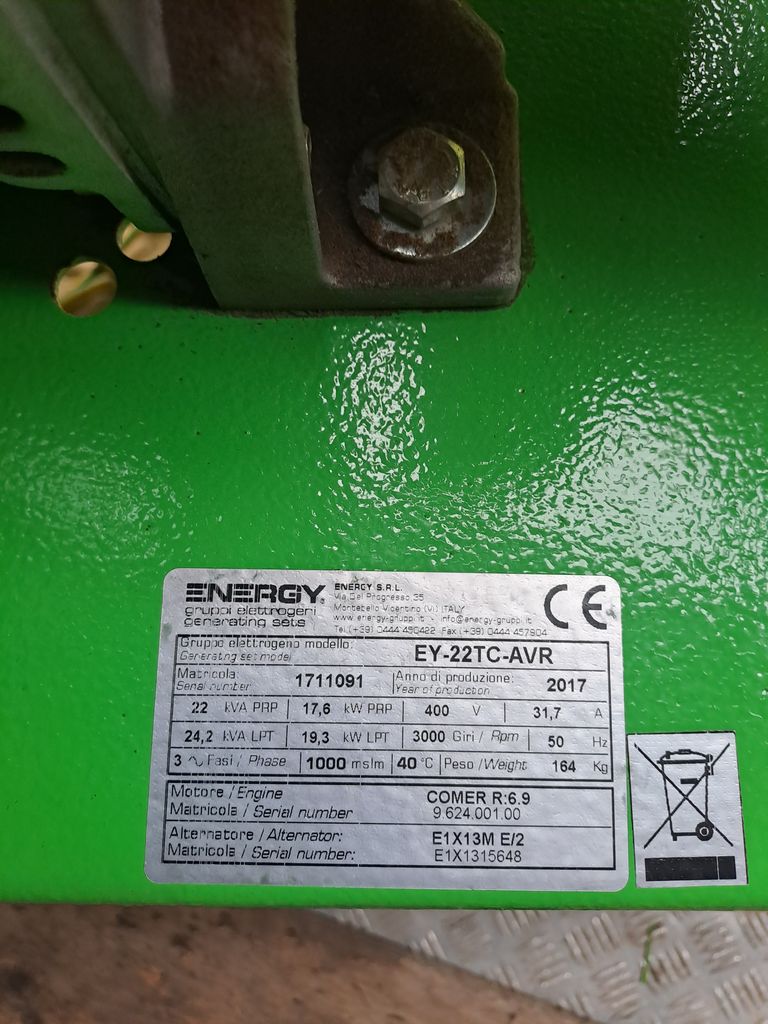 ENERGY
gruppi elettrogeni
generating sets
ENERGY S.R.L.
Via Del Progresso, 35
Montebello Vicentino (VI) ITALY
www.energy-gruppi.it - info@energy-gruppi.it
Tel.(+39) 0444 450422 Fax (+39) 0444 457904
CE
Gruppo elettrogeno modello: EY-22TC-AVR
Generating set model
Matricola 1711091 Anno di produzione: 2017
Serial number Year of production
22 kVA PRP 17,6 kW PRP 400 V 31,7 A
24,2 kVA LPT 19,3 kW LPT 3000 Giri / Rpm 50 Hz
3 ~ Fasi / Phase 1000 mslm 40 °C Peso / Weight 164 Kg
Motore / Engine COMER R:6.9
Matricola / Serial number 9.624.001.00
Alternatore / Alternator: E1X13M E/2
Matricola / Serial number: E1X1315648